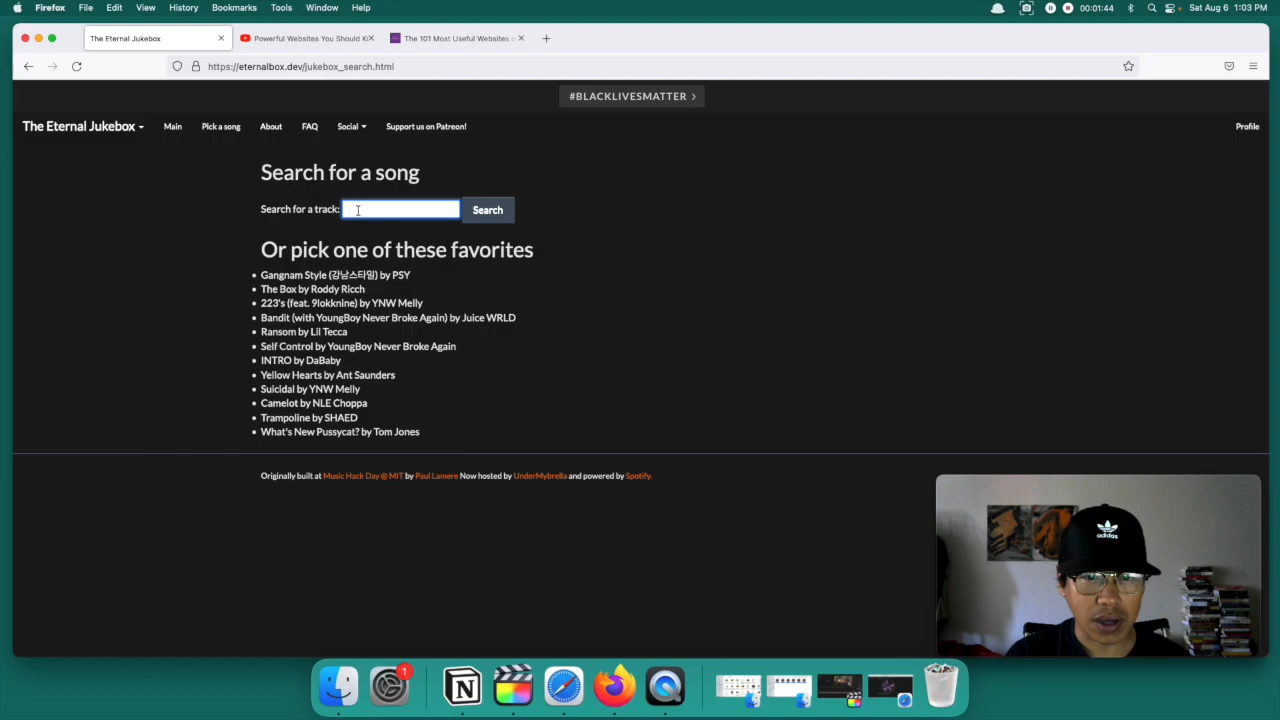 Firefox File Edit View History Bookmarks Tools Window Help 00:01:44 Sat Aug 6 1:03 PM
The Eternal Jukebox Powerful Websites You Should Kn The 101 Most Useful Websites o
https://eternalbox.dev/jukebox_search.html
#BLACKLIVESMATTER
The Eternal Jukebox Main Pick a song About FAQ Social Support us on Patreon! Profile
Search for a song
Search for a track: Search
Or pick one of these favorites
• Gangnam Style (강남스타일) by PSY
• The Box by Roddy Ricch
• 223's (feat. 9lokknine) by YNW Melly
• Bandit (with YoungBoy Never Broke Again) by Juice WRLD
• Ransom by Lil Tecca
• Self Control by YoungBoy Never Broke Again
• INTRO by DaBaby
• Yellow Hearts by Ant Saunders
• Suicidal by YNW Melly
• Camelot by NLE Choppa
• Trampoline by SHAED
• What's New Pussycat? by Tom Jones
Originally built at Music Hack Day @ MIT by Paul Lamere Now hosted by UnderMybrella and powered by Spotify.
adidas
1
N